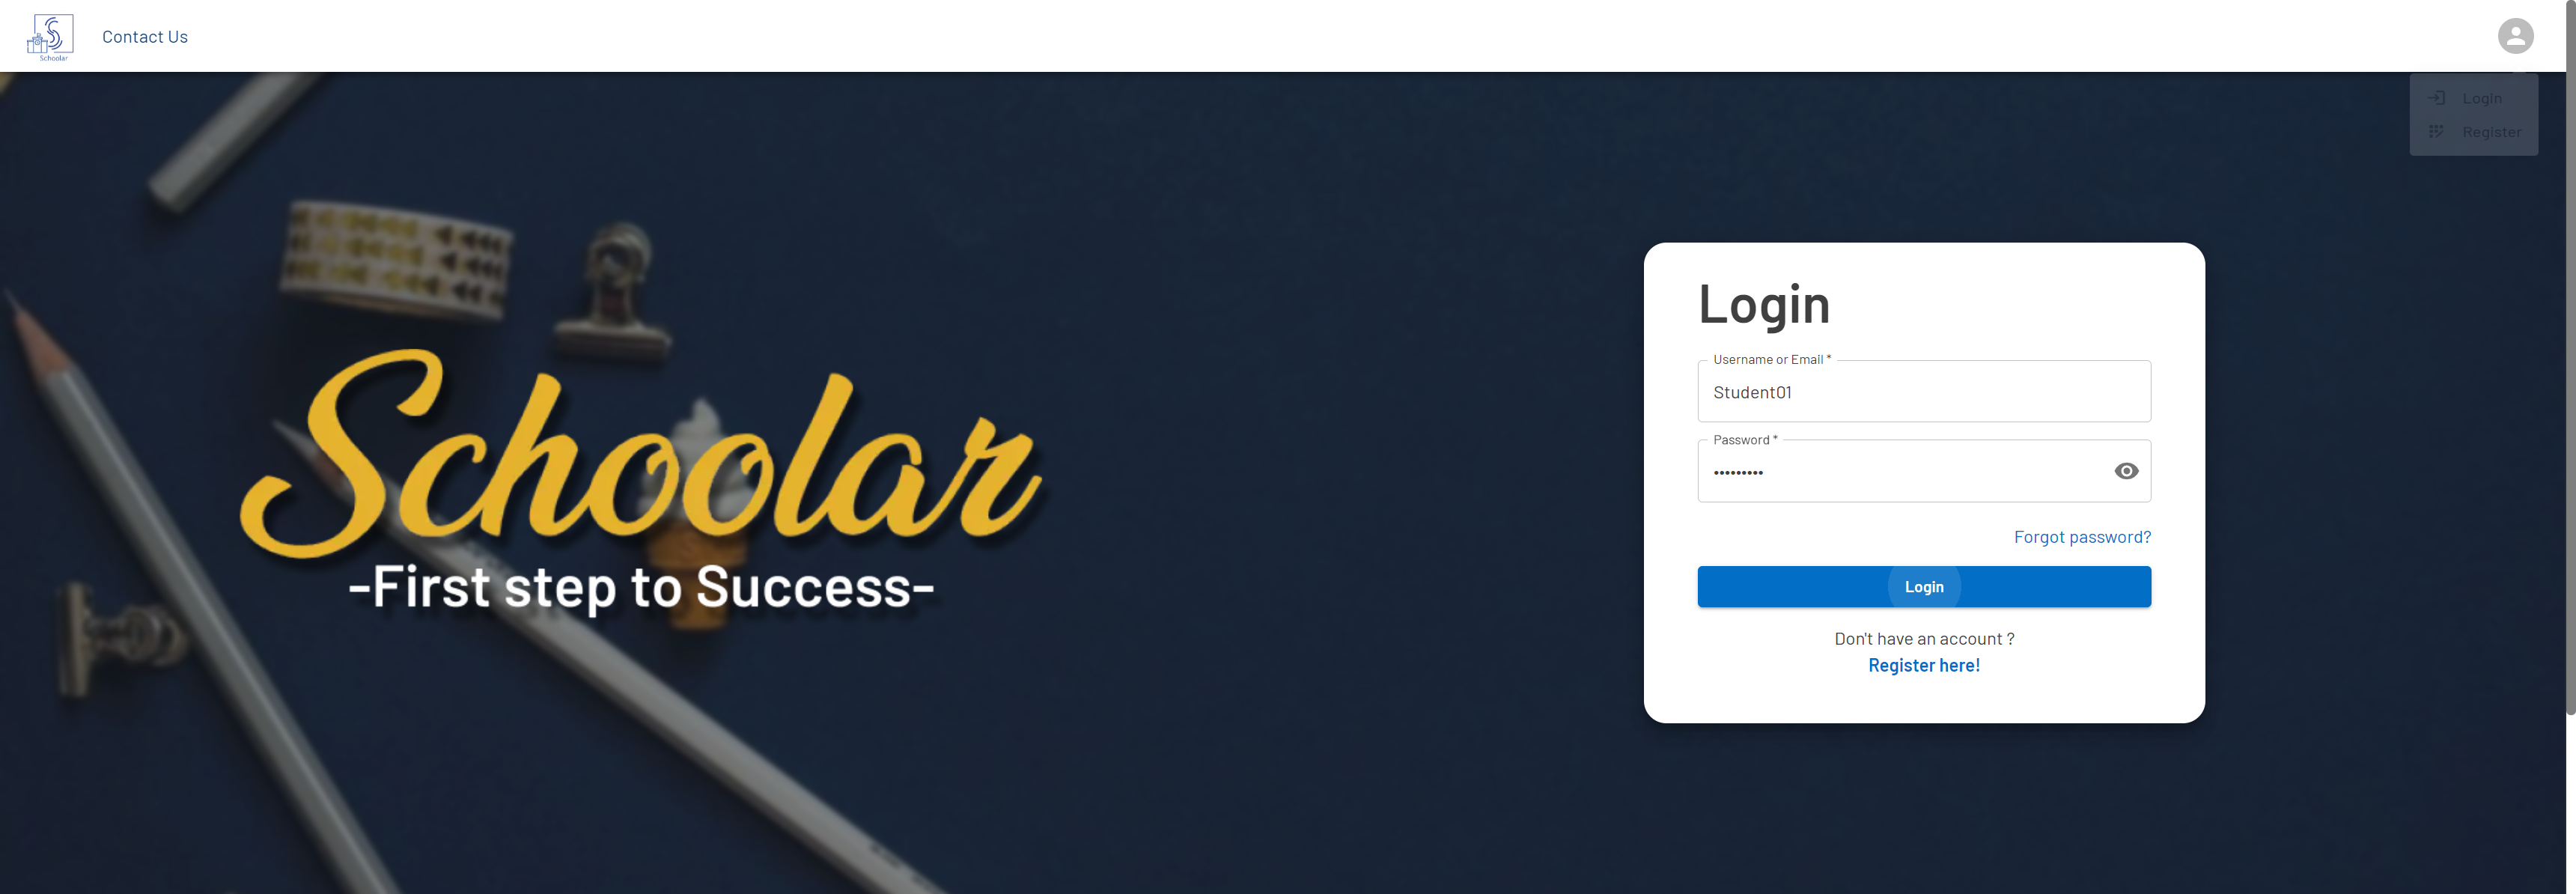 Schoolar
Contact Us
Login
Register
Login
Username or Email *
Student01
Password *
•••••••••
Forgot password?
Login
Don't have an account ?
Register here!
Schoolar
-First step to Success-